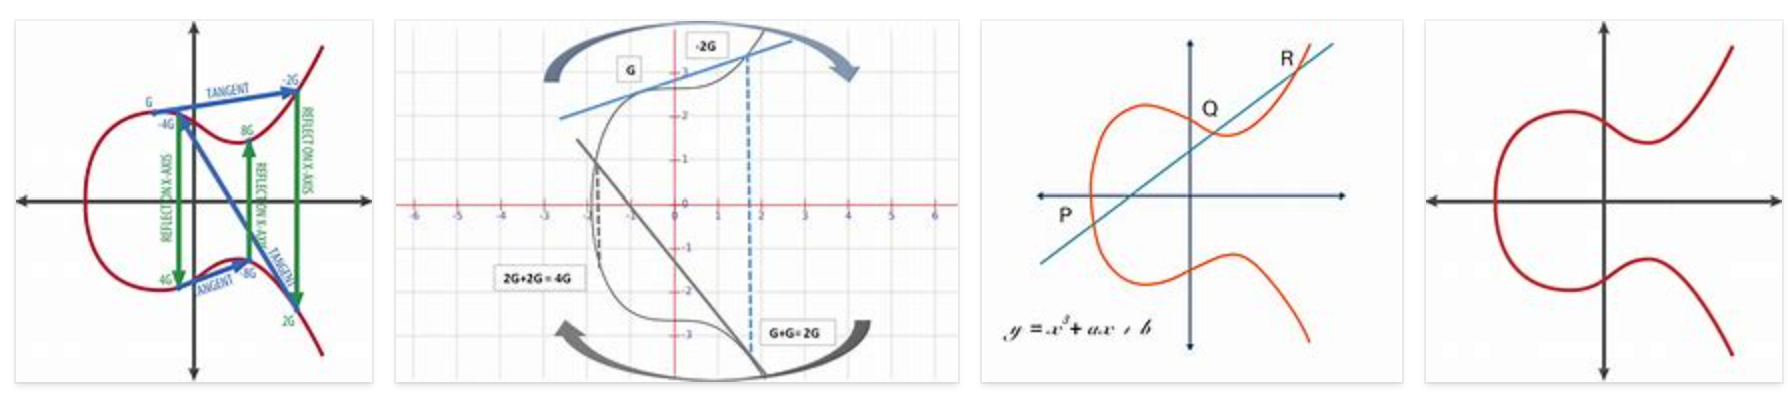 G
TANGENT
-2G
-4G
8G
REFLECT ON X-AXIS
REFLECT ON X-AXIS
REFLECTION X-AXIS
4G
TANGENT
-8G
TANGENT
2G
-2G
G
3
2
1
-6
-5
-4
-3
-2
-1
0
1
2
3
4
5
6
-1
-2
-3
2G+2G = 4G
G+G= 2G
R
Q
P
y = x³ + ax + b